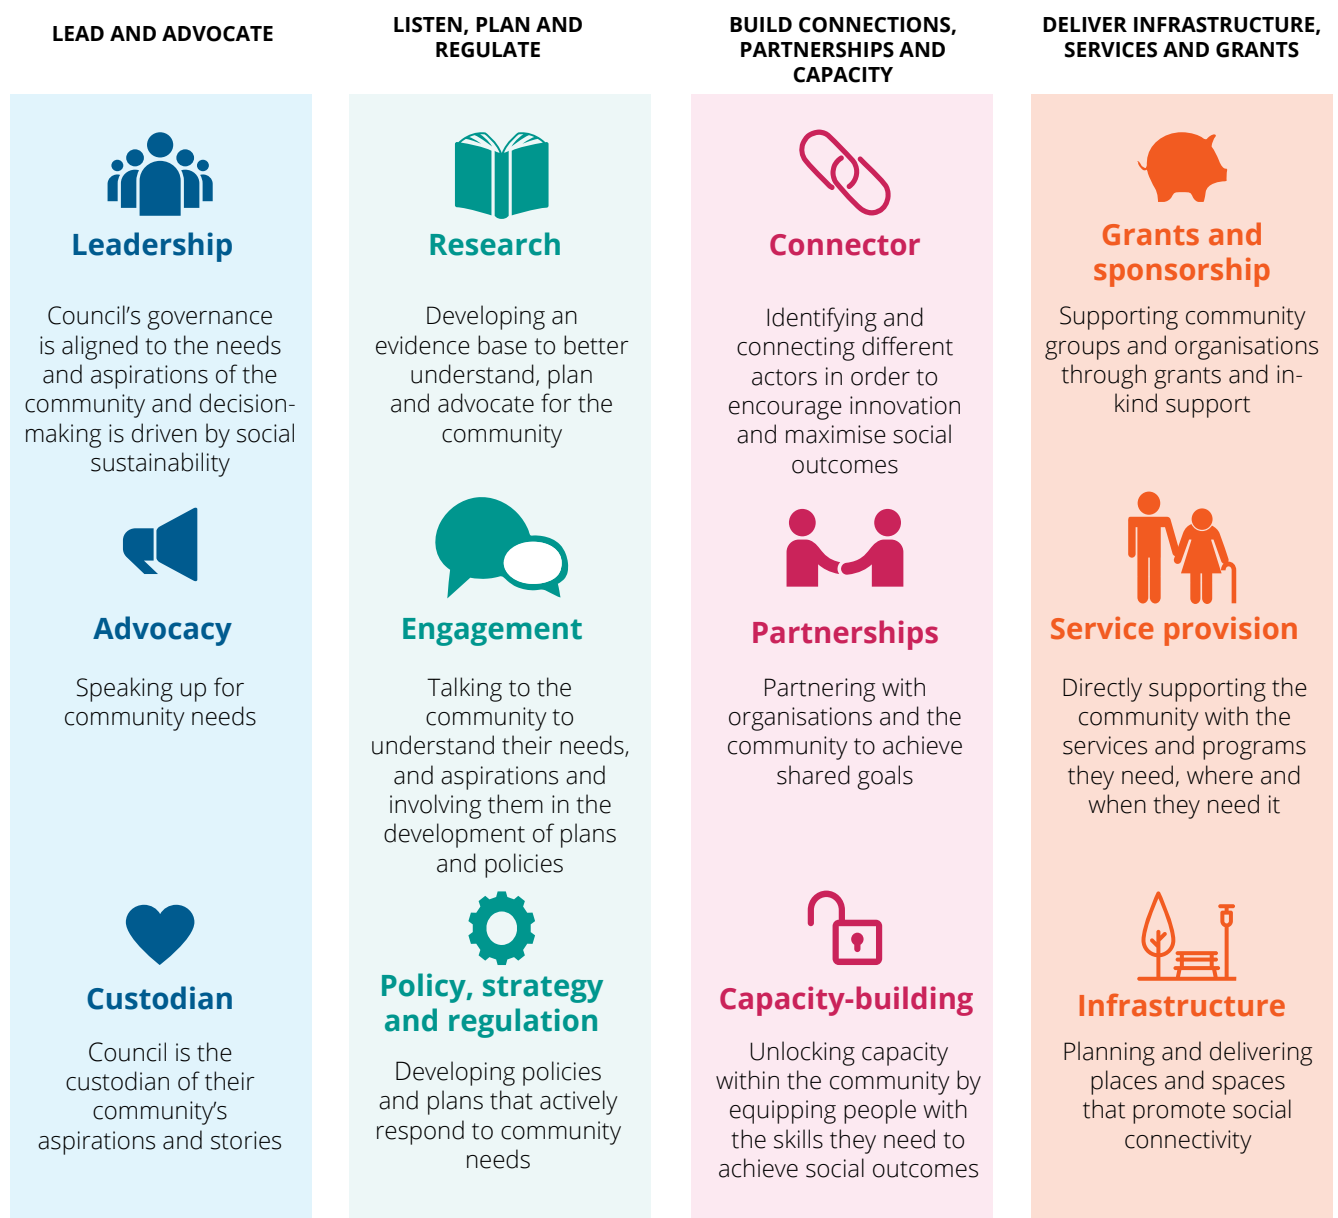 LEAD AND ADVOCATE
Leadership
Council’s governance
is aligned to the needs
and aspirations of the
community and decision-
making is driven by social
sustainability
Advocacy
Speaking up for
community needs
Custodian
Council is the
custodian of their
community’s
aspirations and stories
LISTEN, PLAN AND
REGULATE
Research
Developing an
evidence base to better
understand, plan
and advocate for the
community
Engagement
Talking to the
community to
understand their needs,
and aspirations and
involving them in the
development of plans
and policies
Policy, strategy
and regulation
Developing policies
and plans that actively
respond to community
needs
BUILD CONNECTIONS,
PARTNERSHIPS AND
CAPACITY
Connector
Identifying and
connecting different
actors in order to
encourage innovation
and maximise social
outcomes
Partnerships
Partnering with
organisations and the
community to achieve
shared goals
Capacity-building
Unlocking capacity
within the community by
equipping people with
the skills they need to
achieve social outcomes
DELIVER INFRASTRUCTURE,
SERVICES AND GRANTS
Grants and
sponsorship
Supporting community
groups and organisations
through grants and in-
kind support
Service provision
Directly supporting the
community with the
services and programs
they need, where and
when they need it
Infrastructure
Planning and delivering
places and spaces
that promote social
connectivity